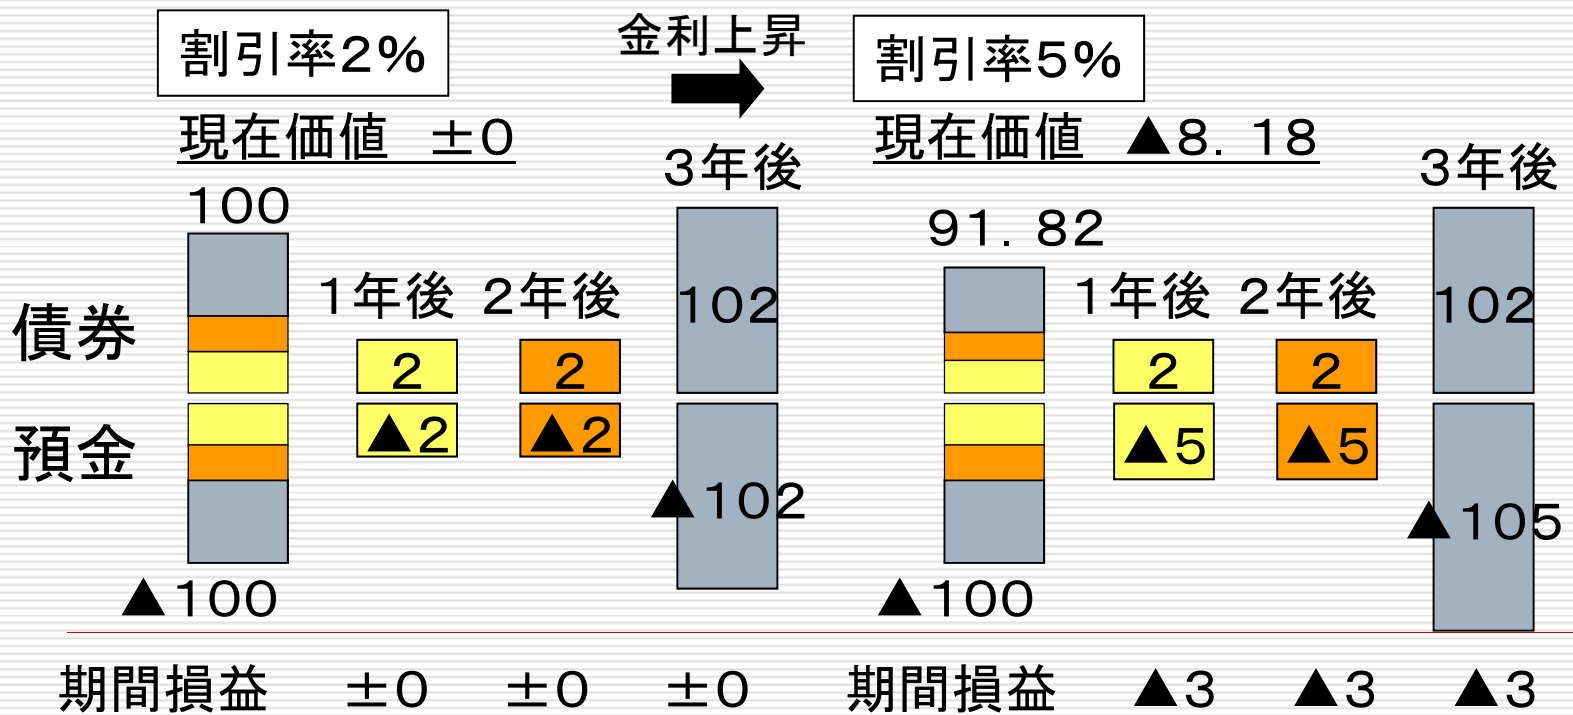 割引率２％
金利上昇
割引率５％
現在価値　±０
現在価値　▲８．１８
３年後
３年後
１００
９１．８２
債券
１年後
２年後
１０２
１年後
２年後
１０２
２
２
２
２
預金
▲２
▲２
▲１０２
▲５
▲５
▲１０５
▲１００
▲１００
期間損益　±０　±０　±０
期間損益　▲３　▲３　▲３